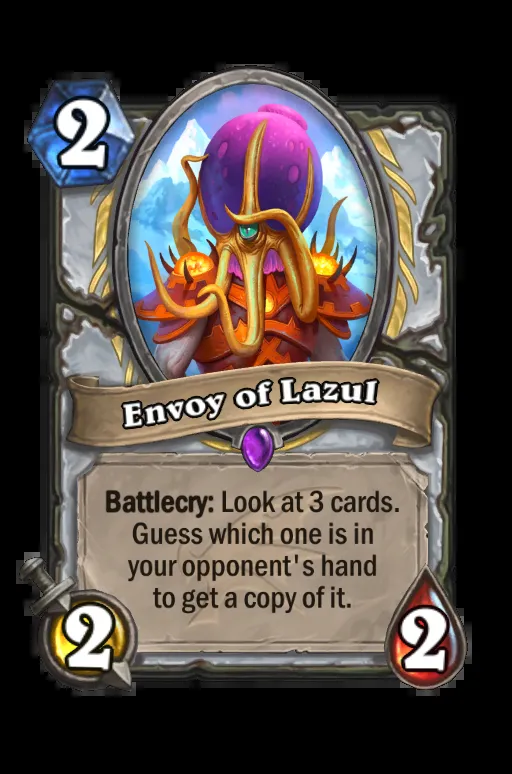 2
Envoy of Lazul
Battlecry: Look at 3 cards.
Guess which one is in
your opponent's hand
to get a copy of it.
2
2